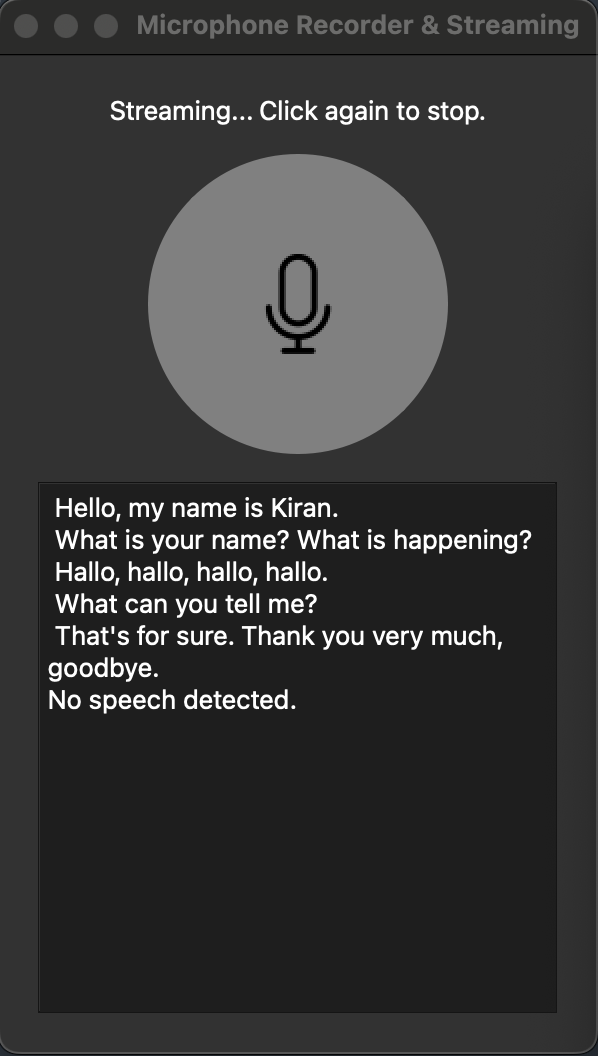 Microphone Recorder & Streaming
Streaming... Click again to stop.
Hello, my name is Kiran.
What is your name? What is happening?
Hallo, hallo, hallo, hallo.
What can you tell me?
That's for sure. Thank you very much,
goodbye.
No speech detected.